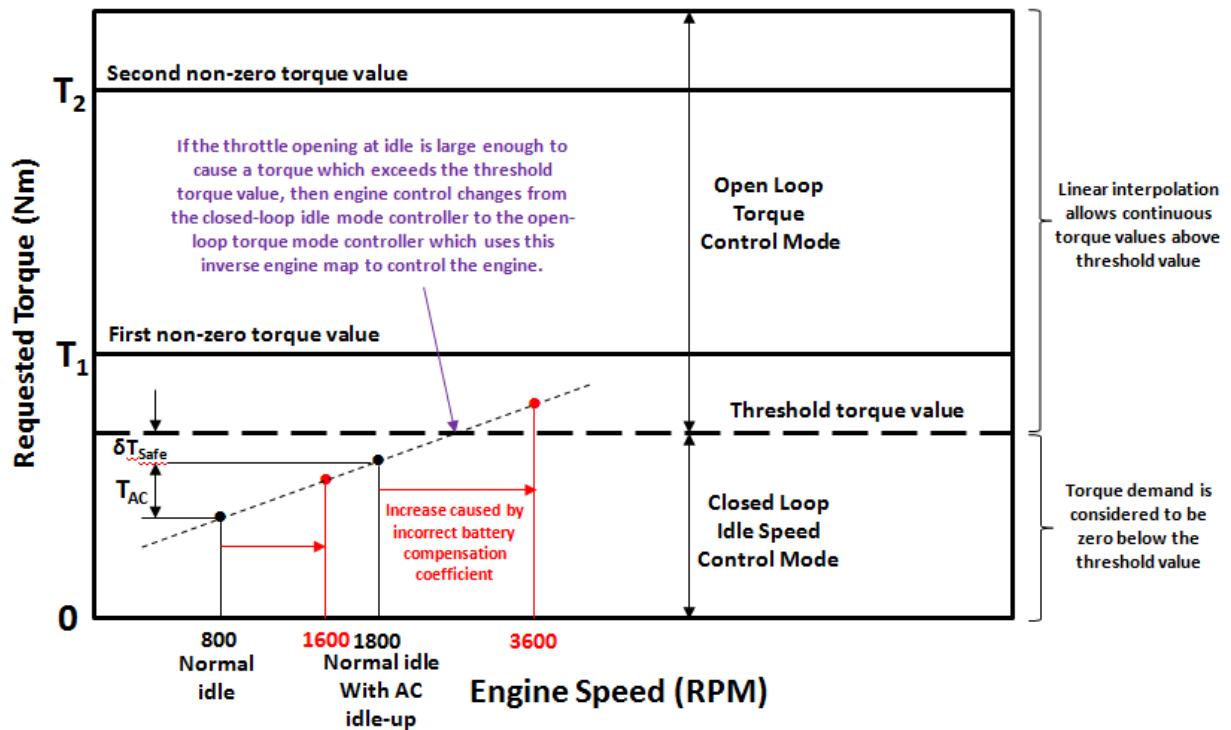 Second non-zero torque value
T2
If the throttle opening at idle is large enough to
cause a torque which exceeds the threshold
torque value, then engine control changes from
the closed-loop idle mode controller to the open-
loop torque mode controller which uses this
inverse engine map to control the engine.
Open Loop
Torque
Control Mode
Linear interpolation
allows continuous
torque values above
threshold value
Requested Torque (Nm)
First non-zero torque value
T1
Threshold torque value
δTSafe
TAC
Increase caused by
incorrect battery
compensation
coefficient
Closed Loop
Idle Speed
Control Mode
Torque demand is
considered to be
zero below the
threshold value
0
800
Normal
idle
1600
1800
Normal idle
With AC
idle-up
3600
Engine Speed (RPM)